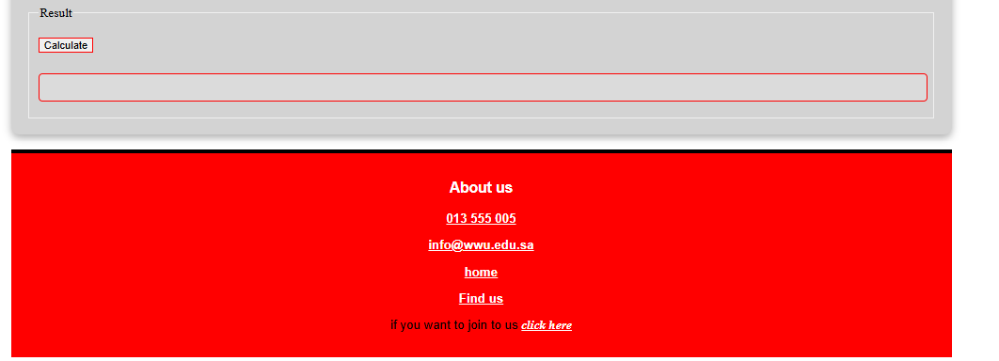 Result
Calculate
About us
013 555 005
info@wwu.edu.sa
home
Find us
if you want to join to us click here